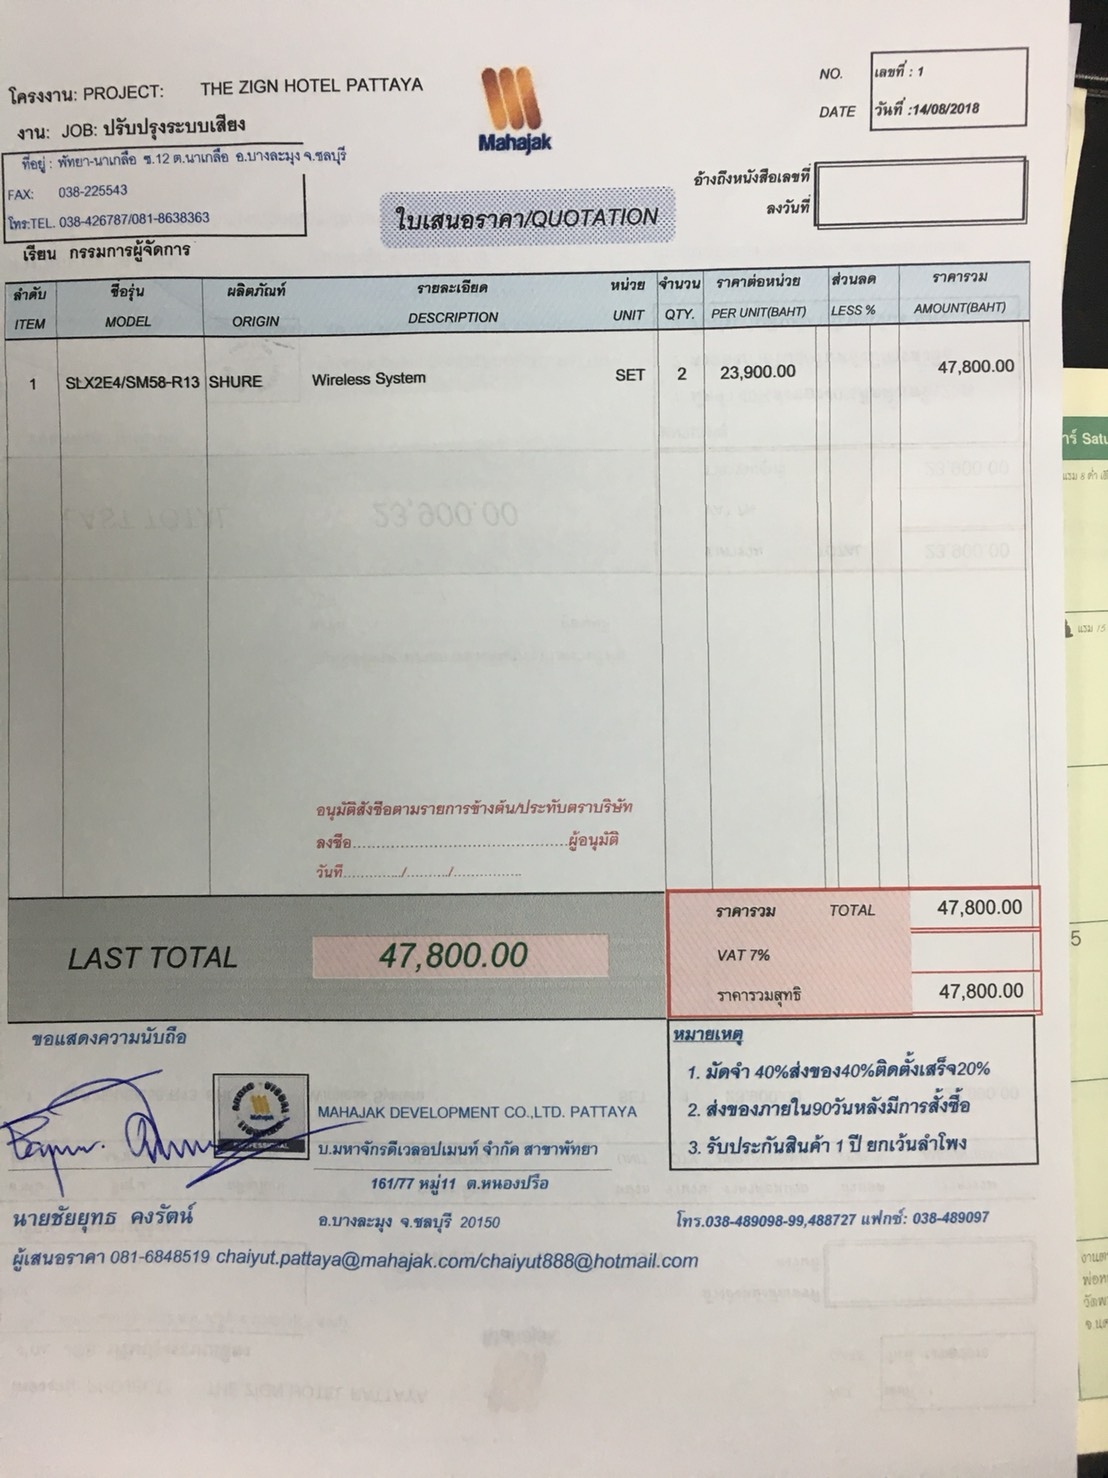 โครงงาน: PROJECT: THE ZIGN HOTEL PATTAYA
งาน: JOB: ปรับปรุงระบบเสียง
ที่อยู่ : พัทยา-นาเกลือ ซ.12 ต.นาเกลือ อ.บางละมุง จ.ชลบุรี
FAX: 038-225543
โทร:TEL. 038-426787/081-8638363
เรียน กรรมการผู้จัดการ
Mahajak
ใบเสนอราคา/QUOTATION
NO. เลขที่ : 1
DATE วันที่ :14/08/2018
อ้างถึงหนังสือเลขที่
ลงวันที่
ลำดับ ชื่อรุ่น ผลิตภัณฑ์ รายละเอียด หน่วย จำนวน ราคาต่อหน่วย ส่วนลด ราคารวม
ITEM MODEL ORIGIN DESCRIPTION UNIT QTY. PER UNIT(BAHT) LESS % AMOUNT(BAHT)
1 SLX2E4/SM58-R13 SHURE Wireless System SET 2 23,900.00 47,800.00
อนุมัติสั่งซื้อตามรายการข้างต้น/ประทับตราบริษัท
ลงชื่อ..........................................ผู้อนุมัติ
วันที่............/........./..............
LAST TOTAL 47,800.00
ราคารวม TOTAL 47,800.00
VAT 7%
ราคารวมสุทธิ 47,800.00
ขอแสดงความนับถือ
หมายเหตุ
1. มัดจำ 40%ส่งของ40%ติดตั้งเสร็จ20%
2. ส่งของภายใน90วันหลังมีการสั่งซื้อ
3. รับประกันสินค้า 1 ปี ยกเว้นลำโพง
Mahajak
MAHAJAK DEVELOPMENT CO.,LTD. PATTAYA
บ.มหาจักรดีเวลอปเมนท์ จำกัด สาขาพัทยา
161/77 หมู่11 ต.หนองปรือ
นายชัยยุทธ คงรัตน์ อ.บางละมุง จ.ชลบุรี 20150
โทร.038-489098-99,488727 แฟกซ์: 038-489097
ผู้เสนอราคา 081-6848519 chaiyut.pattaya@mahajak.com/chaiyut888@hotmail.com